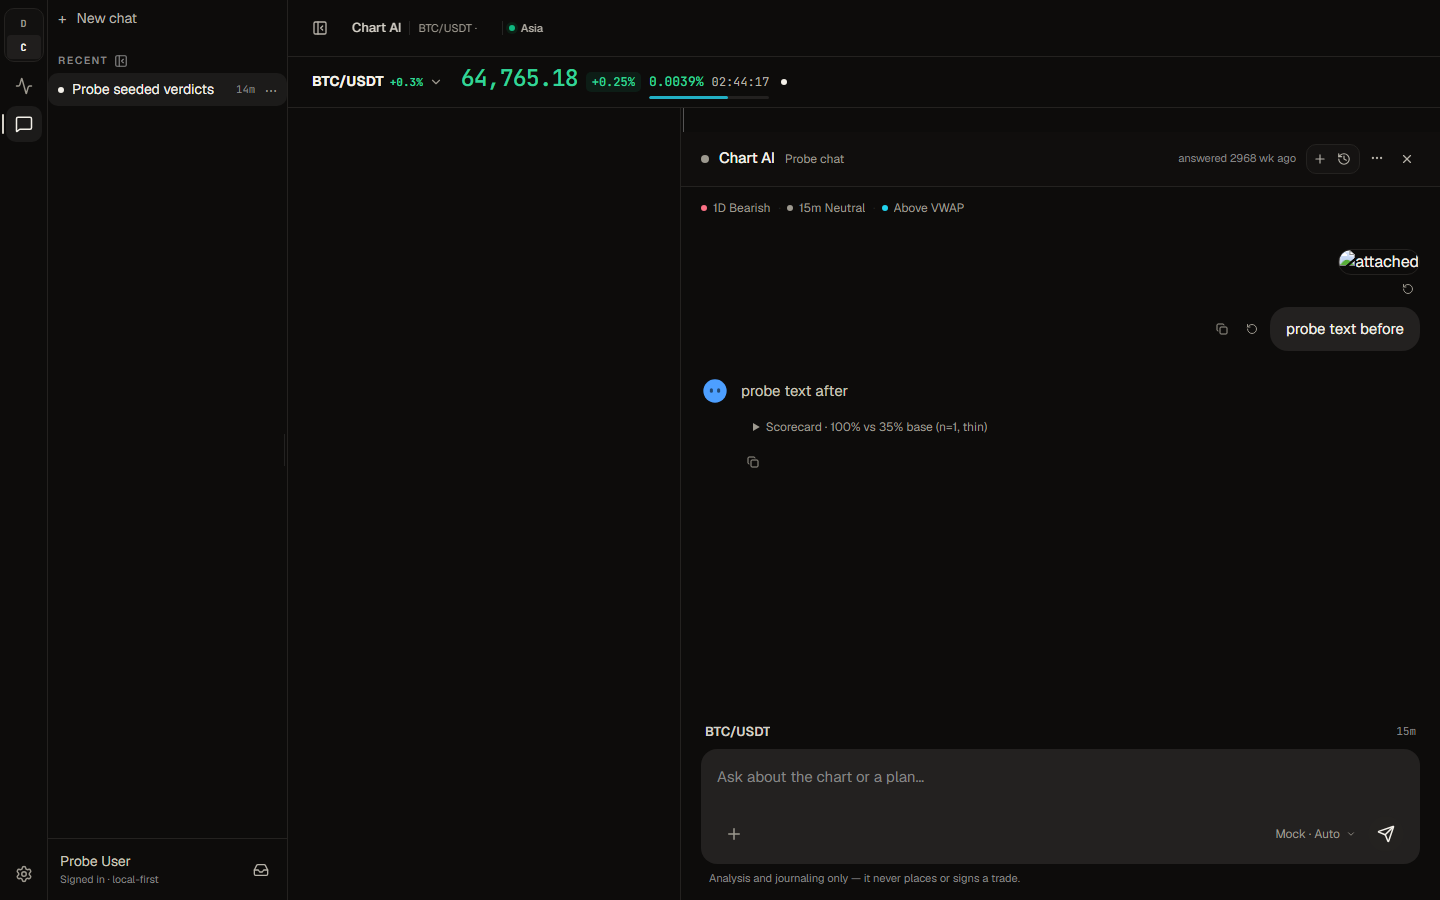 D
C
+ New chat
RECENT
Probe seeded verdicts 14m ...
Probe User
Signed in · local-first
Chart AI BTC/USDT · Asia
BTC/USDT +0.3% 64,765.18 +0.25% 0.0039% 02:44:17
Chart AI Probe chat answered 2968 wk ago
1D Bearish 15m Neutral Above VWAP
attached
probe text before
probe text after
Scorecard · 100% vs 35% base (n=1, thin)
BTC/USDT 15m
Ask about the chart or a plan...
Mock · Auto
Analysis and journaling only — it never places or signs a trade.